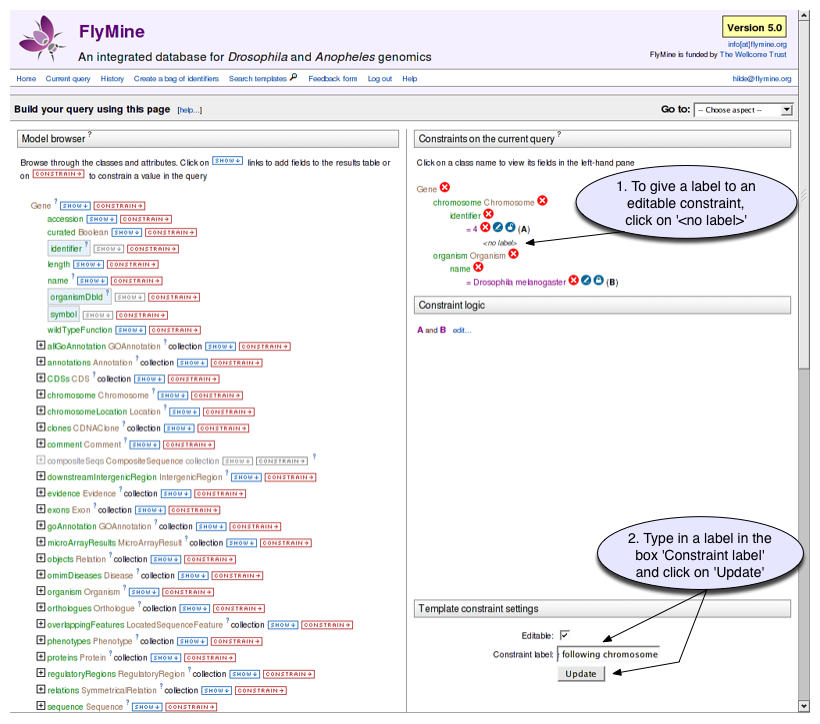 FlyMine
Version 5.0
An integrated database for Drosophila and Anopheles genomics
info[at]flymine.org
FlyMine is funded by The Wellcome Trust
Home Current query History Create a bag of identifiers Search templates Feedback form Log out Help
hilde@flymine.org
Build your query using this page [help...]
Go to: -- Choose aspect --
Model browser ?
Browse through the classes and attributes. Click on SHOW↓ links to add fields to the results table or
on CONSTRAIN→ to constrain a value in the query
Gene ? SHOW↓ CONSTRAIN→
accession SHOW↓ CONSTRAIN→
curated Boolean SHOW↓ CONSTRAIN→
identifier ? SHOW↓ CONSTRAIN→
length SHOW↓ CONSTRAIN→
name ? SHOW↓ CONSTRAIN→
organismDbId ? SHOW↓ CONSTRAIN→
symbol SHOW↓ CONSTRAIN→
wildTypeFunction SHOW↓ CONSTRAIN→
allGoAnnotation GOAnnotation ? collection SHOW↓ CONSTRAIN→
annotations Annotation ? collection SHOW↓ CONSTRAIN→
CDSs CDS ? collection SHOW↓ CONSTRAIN→
chromosome Chromosome ? SHOW↓ CONSTRAIN→
chromosomeLocation Location ? SHOW↓ CONSTRAIN→
clones CDNAClone ? collection SHOW↓ CONSTRAIN→
comment Comment ? SHOW↓ CONSTRAIN→
compositeSeqs CompositeSequence collection SHOW↓ CONSTRAIN→ ?
downstreamIntergenicRegion IntergenicRegion ? SHOW↓ CONSTRAIN→
evidence Evidence ? collection SHOW↓ CONSTRAIN→
exons Exon ? collection SHOW↓ CONSTRAIN→
goAnnotation GOAnnotation ? collection SHOW↓ CONSTRAIN→
microArrayResults MicroArrayResult ? collection SHOW↓ CONSTRAIN→
objects Relation ? collection SHOW↓ CONSTRAIN→
omimDiseases Disease ? collection SHOW↓ CONSTRAIN→
organism Organism ? SHOW↓ CONSTRAIN→
orthologues Orthologue ? collection SHOW↓ CONSTRAIN→
overlappingFeatures LocatedSequenceFeature ? collection SHOW↓ CONSTRAIN→
phenotypes Phenotype ? collection SHOW↓ CONSTRAIN→
proteins Protein ? collection SHOW↓ CONSTRAIN→
regulatoryRegions RegulatoryRegion ? collection SHOW↓ CONSTRAIN→
relations SymmetricalRelation ? collection SHOW↓ CONSTRAIN→
sequence Sequence ? SHOW↓ CONSTRAIN→
Constraints on the current query ?
Click on a class name to view its fields in the left-hand pane
Gene
chromosome Chromosome
identifier
= 4 (A)
<no label>
organism Organism
name
= Drosophila melanogaster (B)
1. To give a label to an
editable constraint,
click on '<no label>'
Constraint logic
A and B edit...
2. Type in a label in the
box 'Constraint label'
and click on 'Update'
Template constraint settings
Editable:
Constraint label: following chromosome
Update